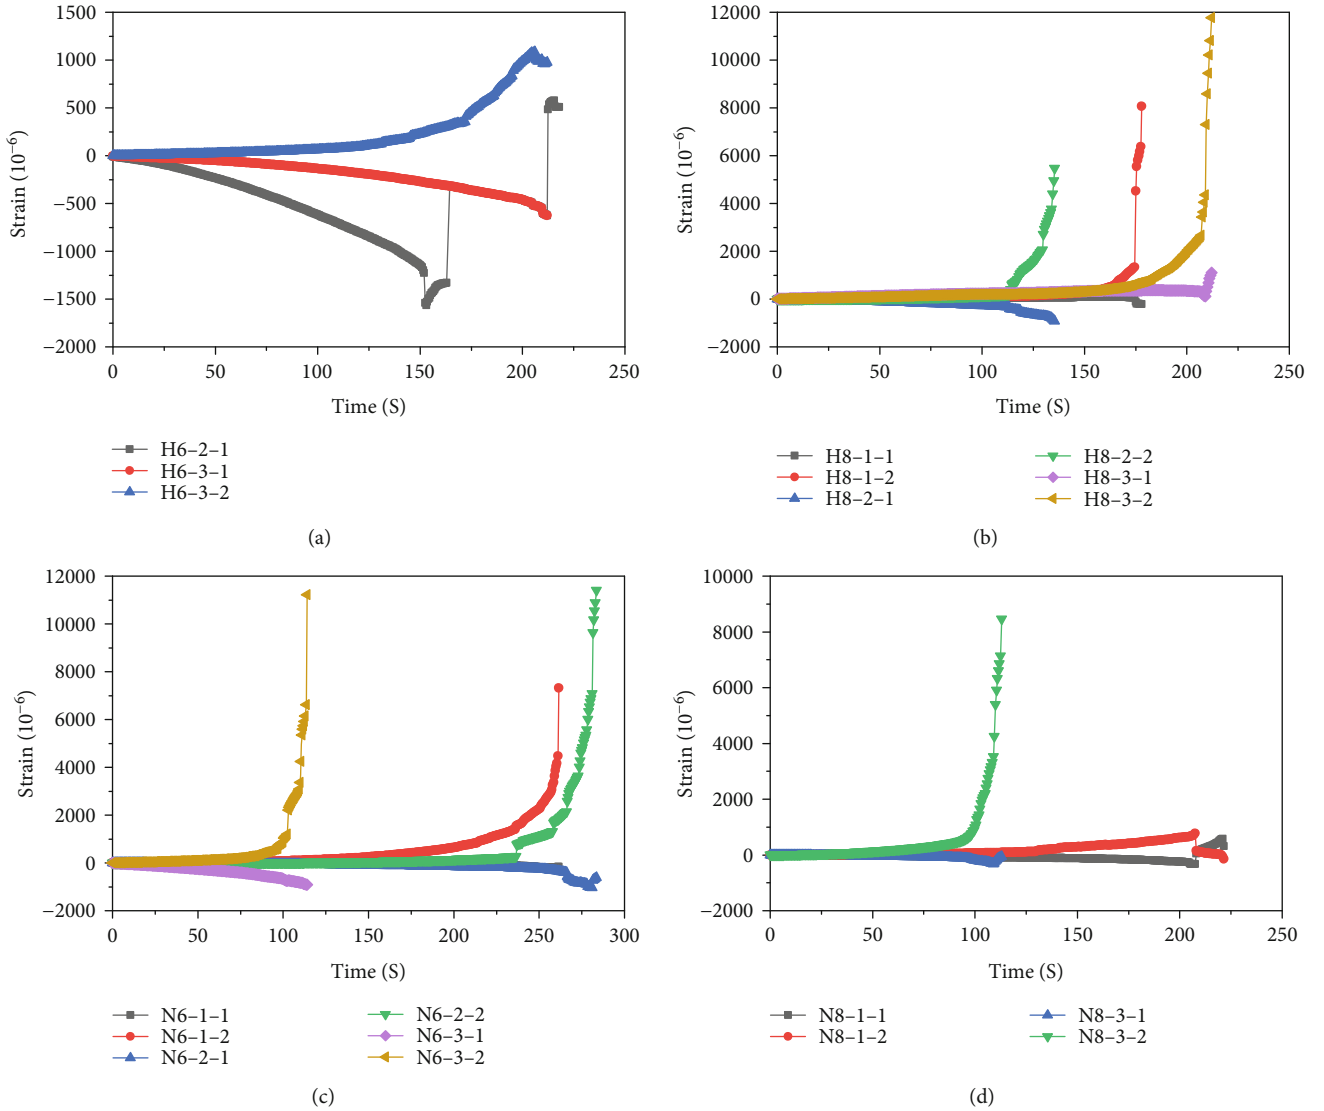 1500
1000
500
0
−500
−1000
−1500
−2000
Strain (10−6)
0 50 100 150 200 250
Time (S)
H6–2–1
H6–3–1
H6–3–2
(a)
12000
10000
8000
6000
4000
2000
0
−2000
Strain (10−6)
0 50 100 150 200 250
Time (S)
H8–1–1 H8–2–2
H8–1–2 H8–3–1
H8–2–1 H8–3–2
(b)
12000
10000
8000
6000
4000
2000
0
−2000
Strain (10−6)
0 50 100 150 200 250 300
Time (S)
N6–1–1 N6–2–2
N6–1–2 N6–3–1
N6–2–1 N6–3–2
(c)
10000
8000
6000
4000
2000
0
−2000
Strain (10−6)
0 50 100 150 200 250
Time (S)
N8–1–1 N8–3–1
N8–1–2 N8–3–2
(d)